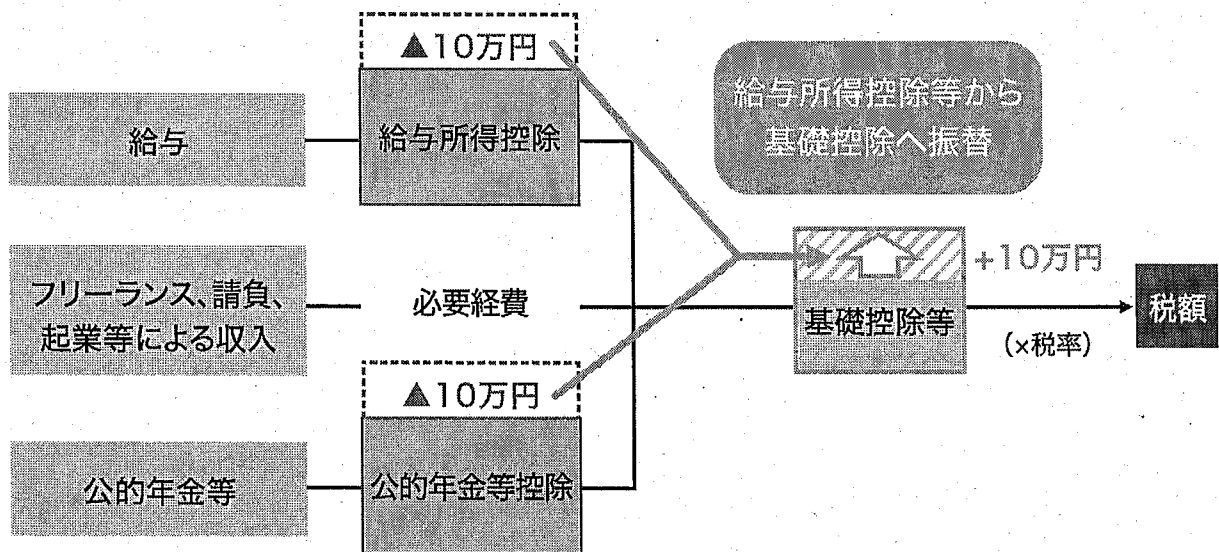 ▲10万円
給与所得控除等から
基礎控除へ振替
給与
給与所得控除
フリーランス、請負、
起業等による収入
必要経費
+10万円
基礎控除等
(×税率)
税額
▲10万円
公的年金等
公的年金等控除